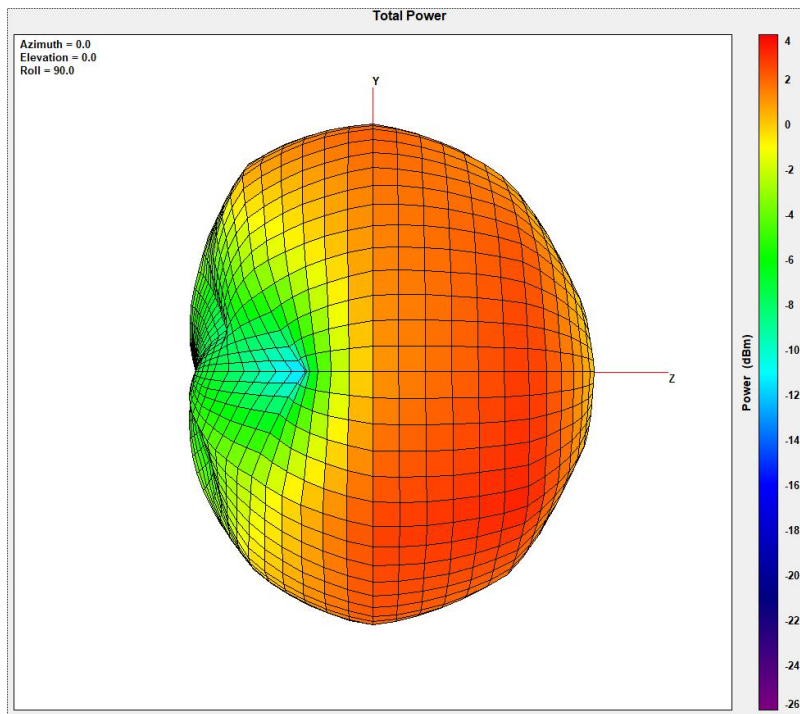 Total Power
Azimuth = 0.0
Elevation = 0.0
Roll = 90.0
Y
Z
Power (dBm)
4
2
0
-2
-4
-6
-8
-10
-12
-14
-16
-18
-20
-22
-24
-26